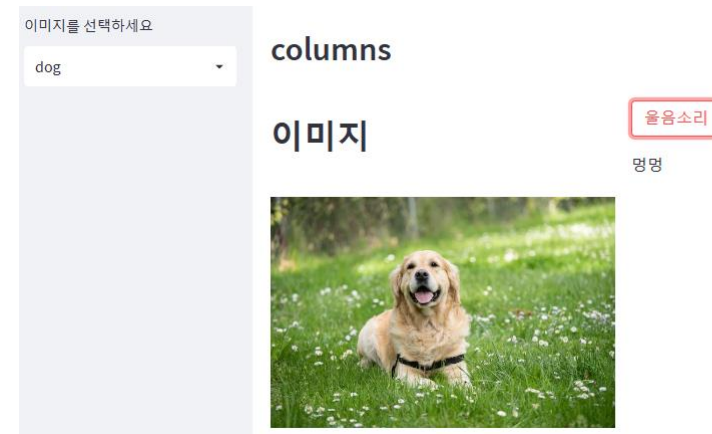 이미지를 선택하세요
dog
columns
이미지
울음소리
멍멍